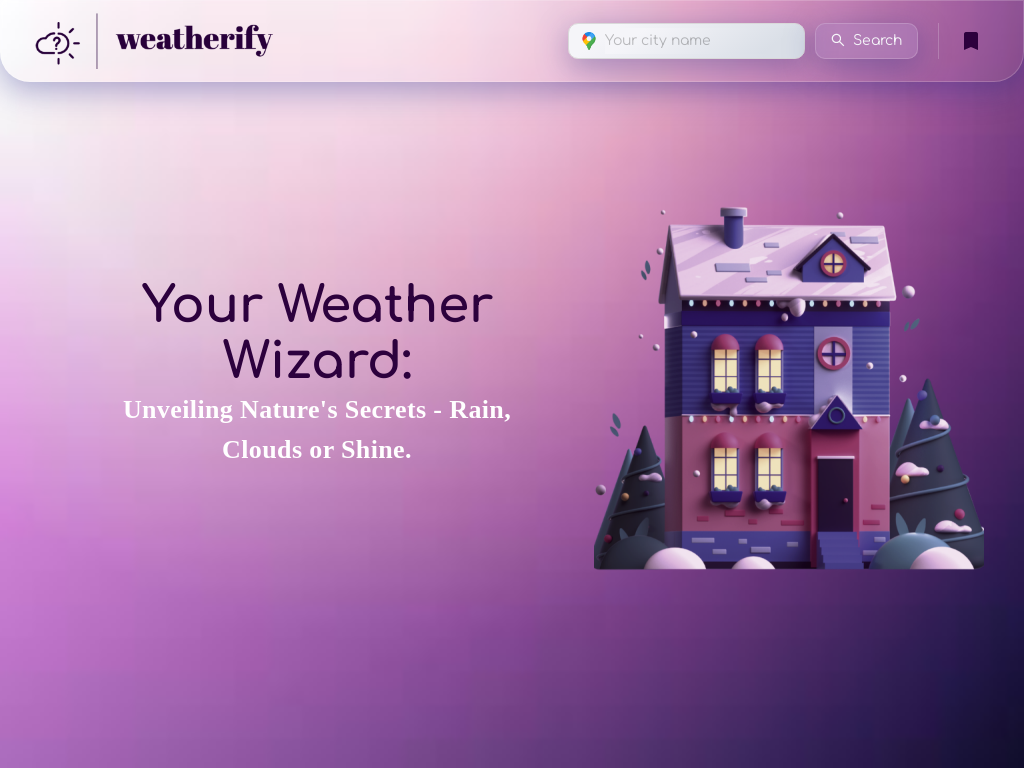 weatherify
Your city name
Search
Your Weather
Wizard:
Unveiling Nature's Secrets - Rain,
Clouds or Shine.